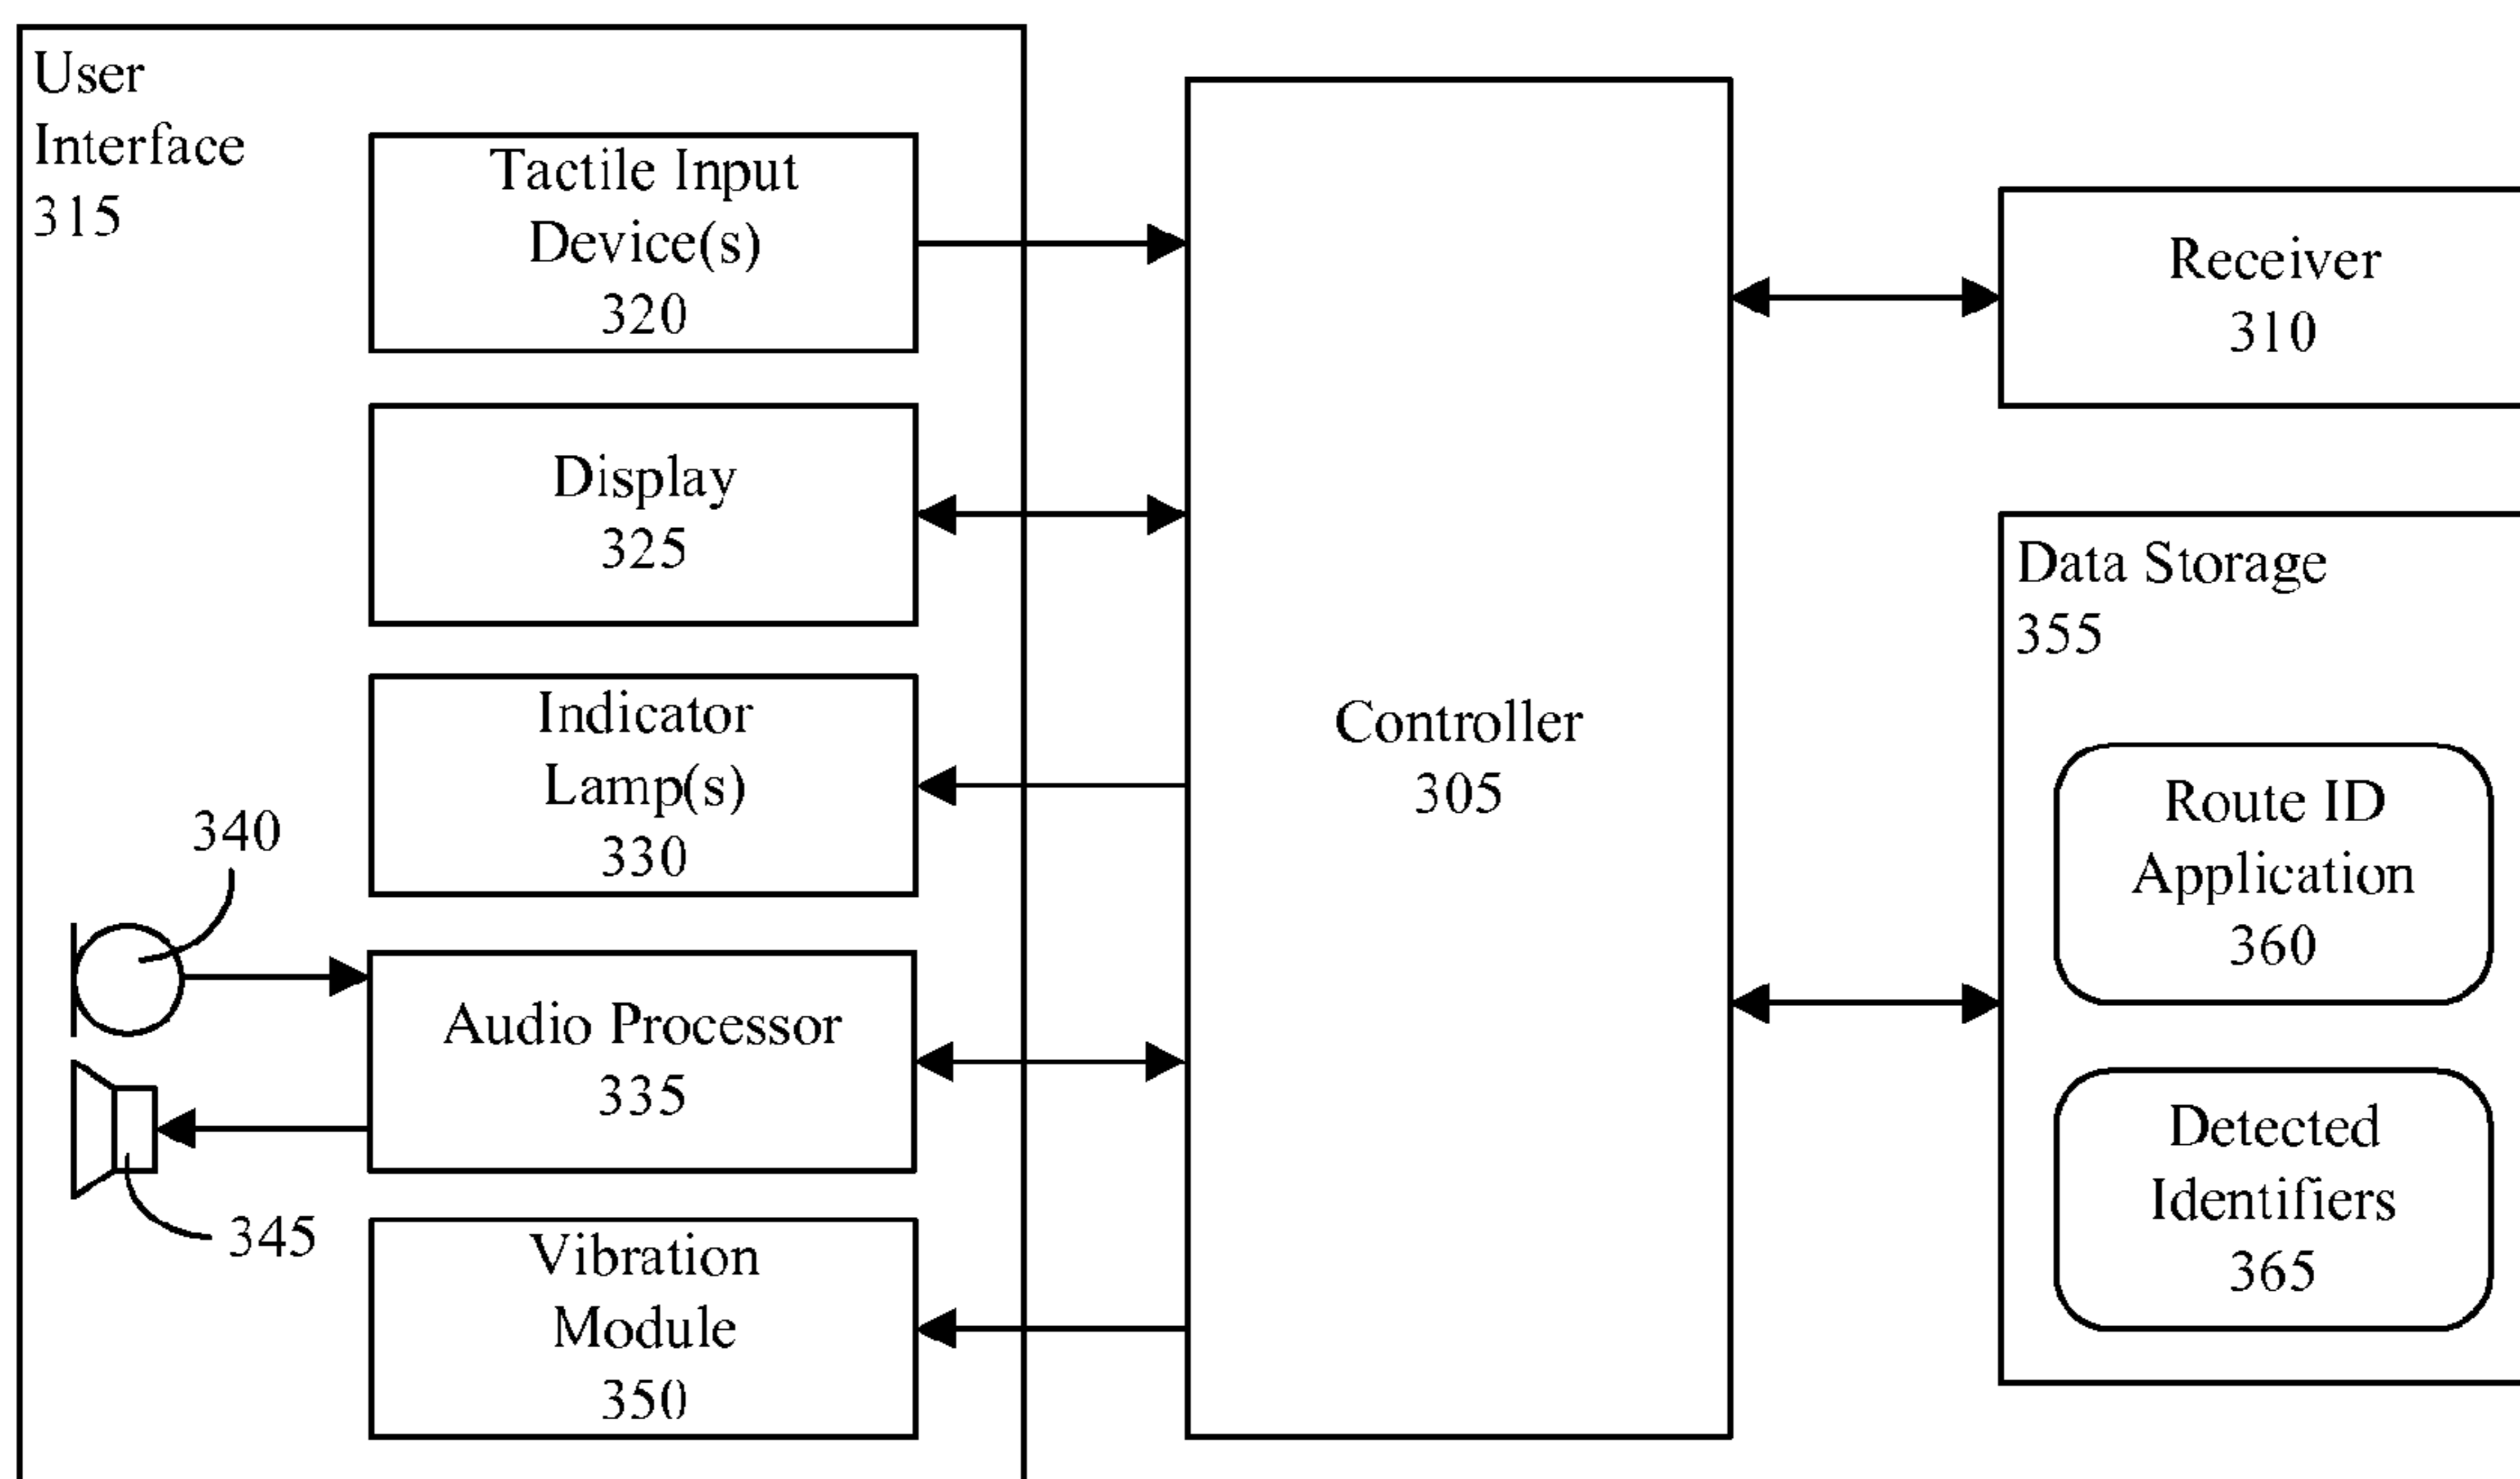 User
Interface
315
Tactile Input
Device(s)
320
Display
325
Indicator
Lamp(s)
330
340
Audio Processor
335
345
Vibration
Module
350
Controller
305
Receiver
310
Data Storage
355
Route ID
Application
360
Detected
Identifiers
365